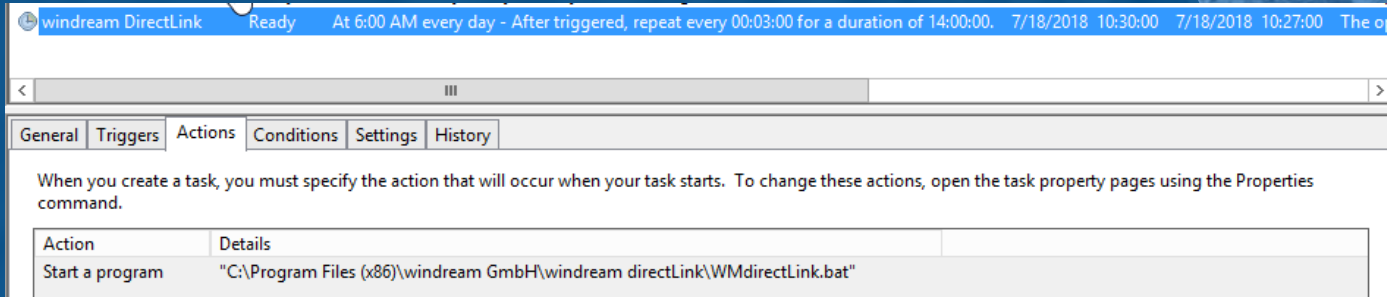 windream DirectLink Ready At 6:00 AM every day - After triggered, repeat every 00:03:00 for a duration of 14:00:00. 7/18/2018 10:30:00 7/18/2018 10:27:00 The
General Triggers Actions Conditions Settings History
When you create a task, you must specify the action that will occur when your task starts. To change these actions, open the task property pages using the Properties
command.
Action Details
Start a program "C:\Program Files (x86)\windream GmbH\windream directLink\WMdirectLink.bat"